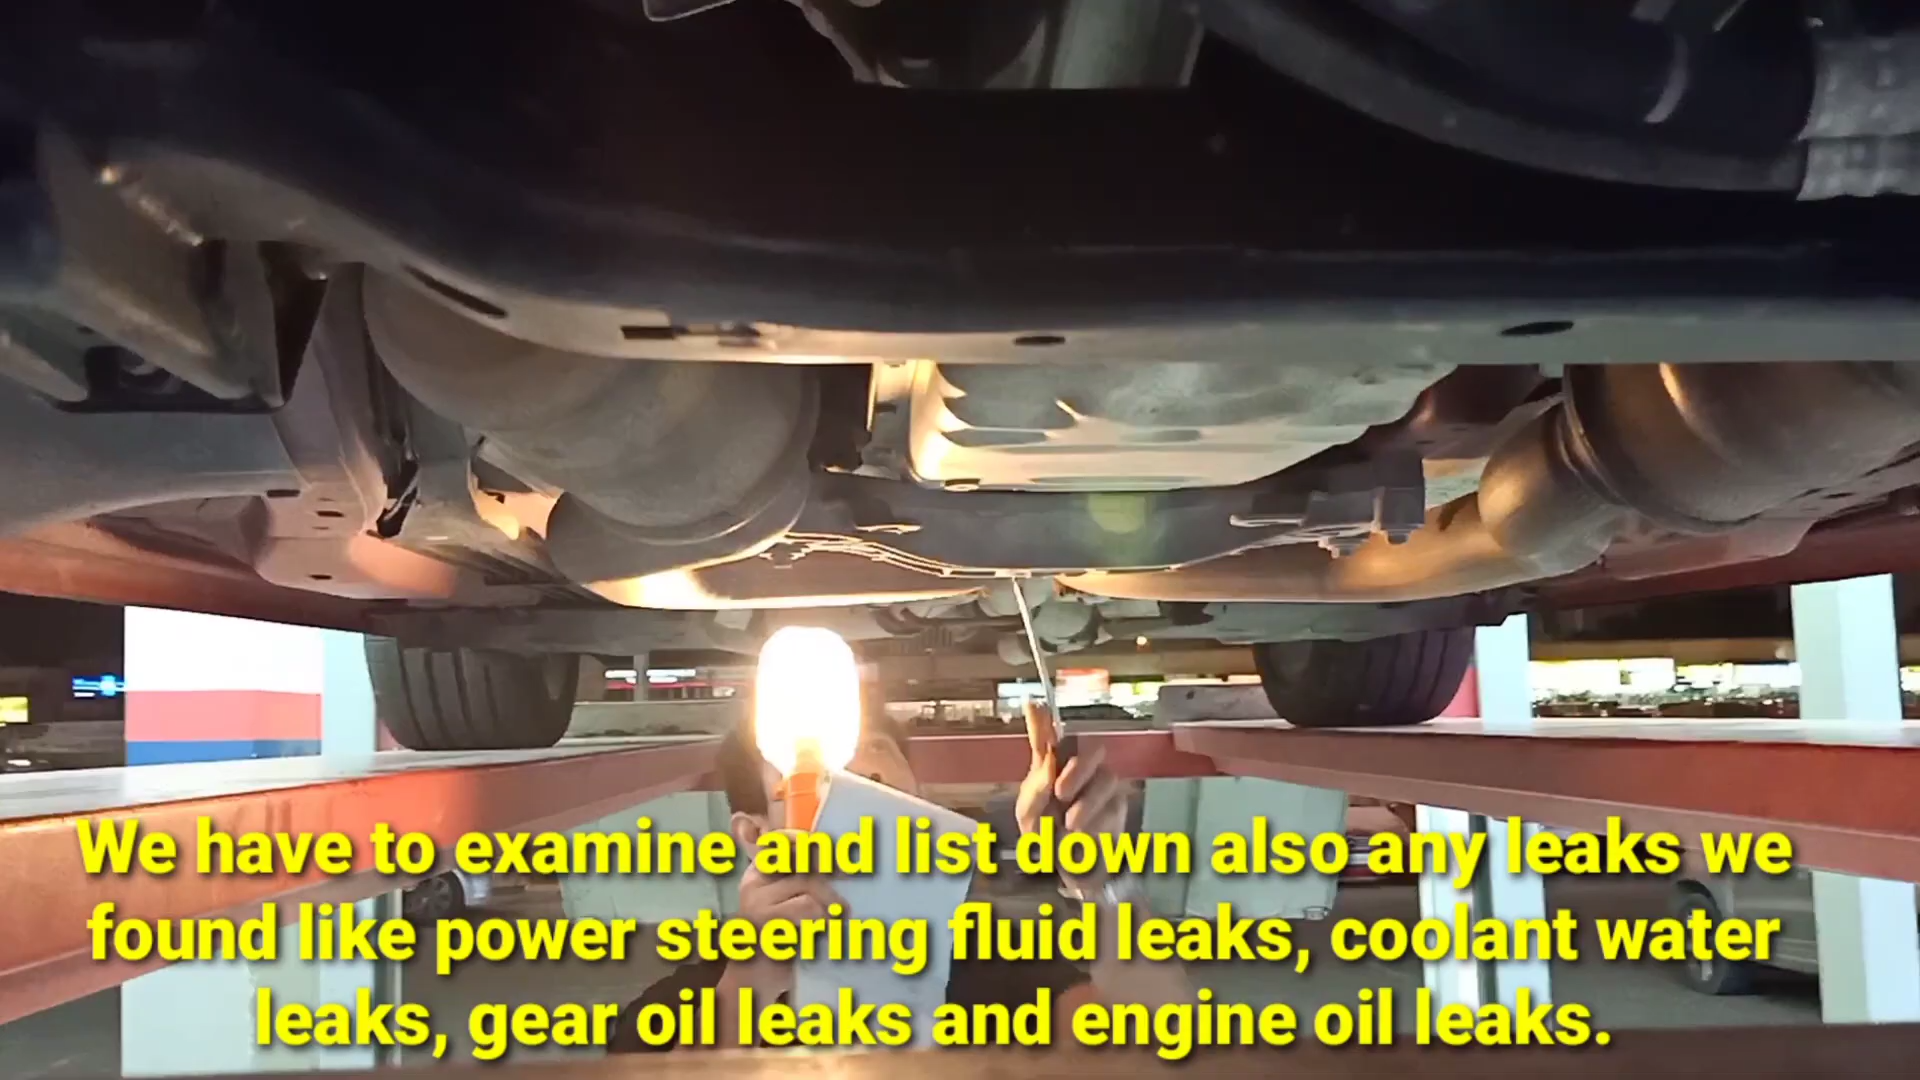 We have to examine and list down also any leaks we
found like power steering fluid leaks, coolant water
leaks, gear oil leaks and engine oil leaks.